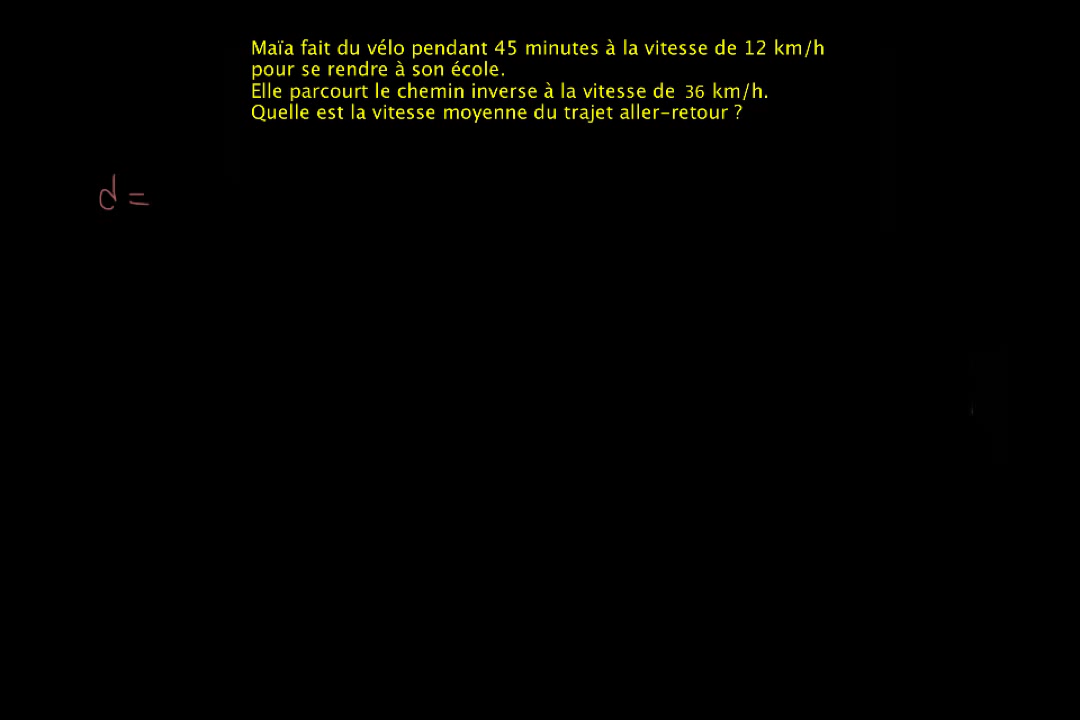 Maïa fait du vélo pendant 45 minutes à la vitesse de 12 km/h
pour se rendre à son école.
Elle parcourt le chemin inverse à la vitesse de 36 km/h.
Quelle est la vitesse moyenne du trajet aller-retour ?
d =